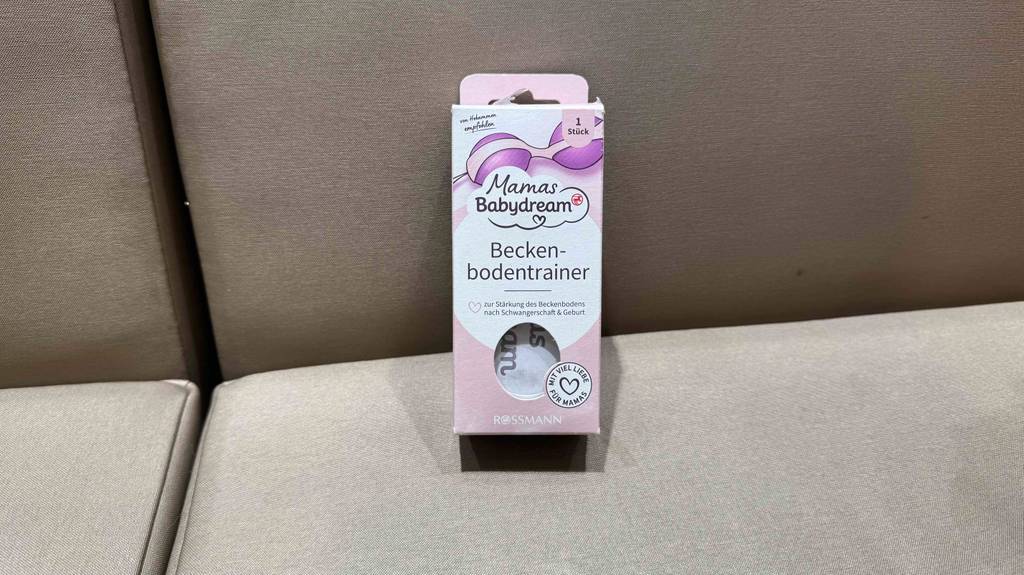 von Hebammen
empfohlen
1
Stück
Mamas
Babydream
Becken-
bodentrainer
zur Stärkung des Beckenbodens
nach Schwangerschaft & Geburt
MIT VIEL LIEBE
FÜR MAMAS
ROSSMANN